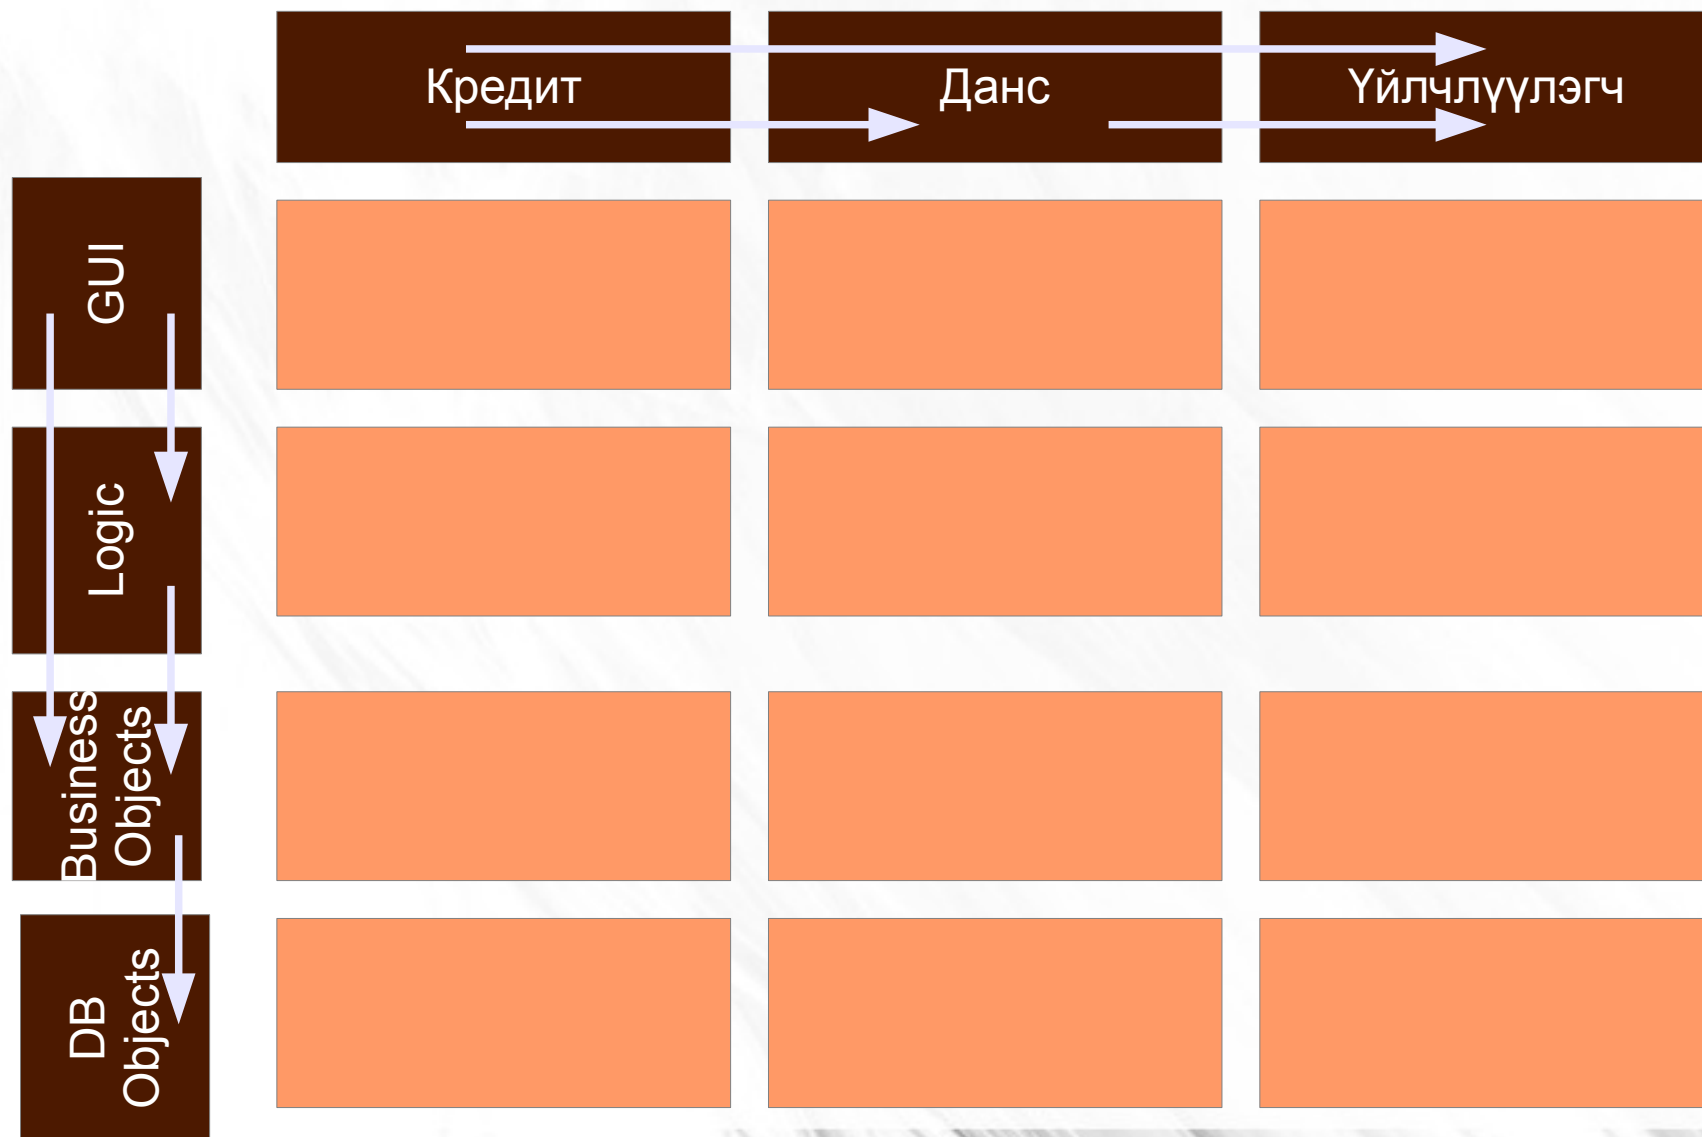 Кредит
Данс
Үйлчлүүлэгч
GUI
Logic
Business
Objects
DB
Objects